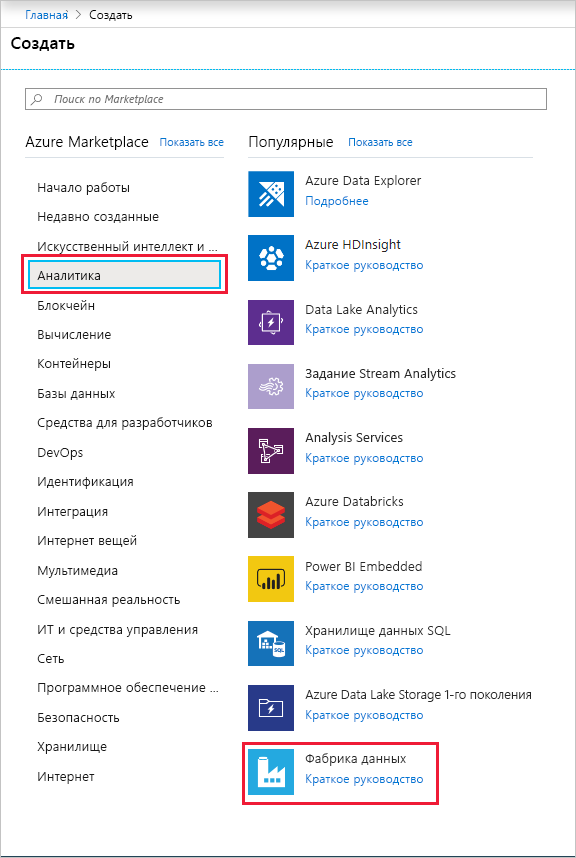 Главная > Создать
Создать
Поиск по Marketplace
Azure Marketplace Показать все
Начало работы
Недавно созданные
Искусственный интеллект и ...
Аналитика
Блокчейн
Вычисление
Контейнеры
Базы данных
Средства для разработчиков
DevOps
Идентификация
Интеграция
Интернет вещей
Мультимедиа
Смешанная реальность
ИТ и средства управления
Сеть
Программное обеспечение ...
Безопасность
Хранилище
Интернет
Популярные Показать все
Azure Data Explorer
Подробнее
Azure HDInsight
Краткое руководство
Data Lake Analytics
Краткое руководство
Задание Stream Analytics
Краткое руководство
Analysis Services
Краткое руководство
Azure Databricks
Краткое руководство
Power BI Embedded
Краткое руководство
SQL
Хранилище данных SQL
Краткое руководство
Azure Data Lake Storage 1-го поколения
Краткое руководство
Фабрика данных
Краткое руководство